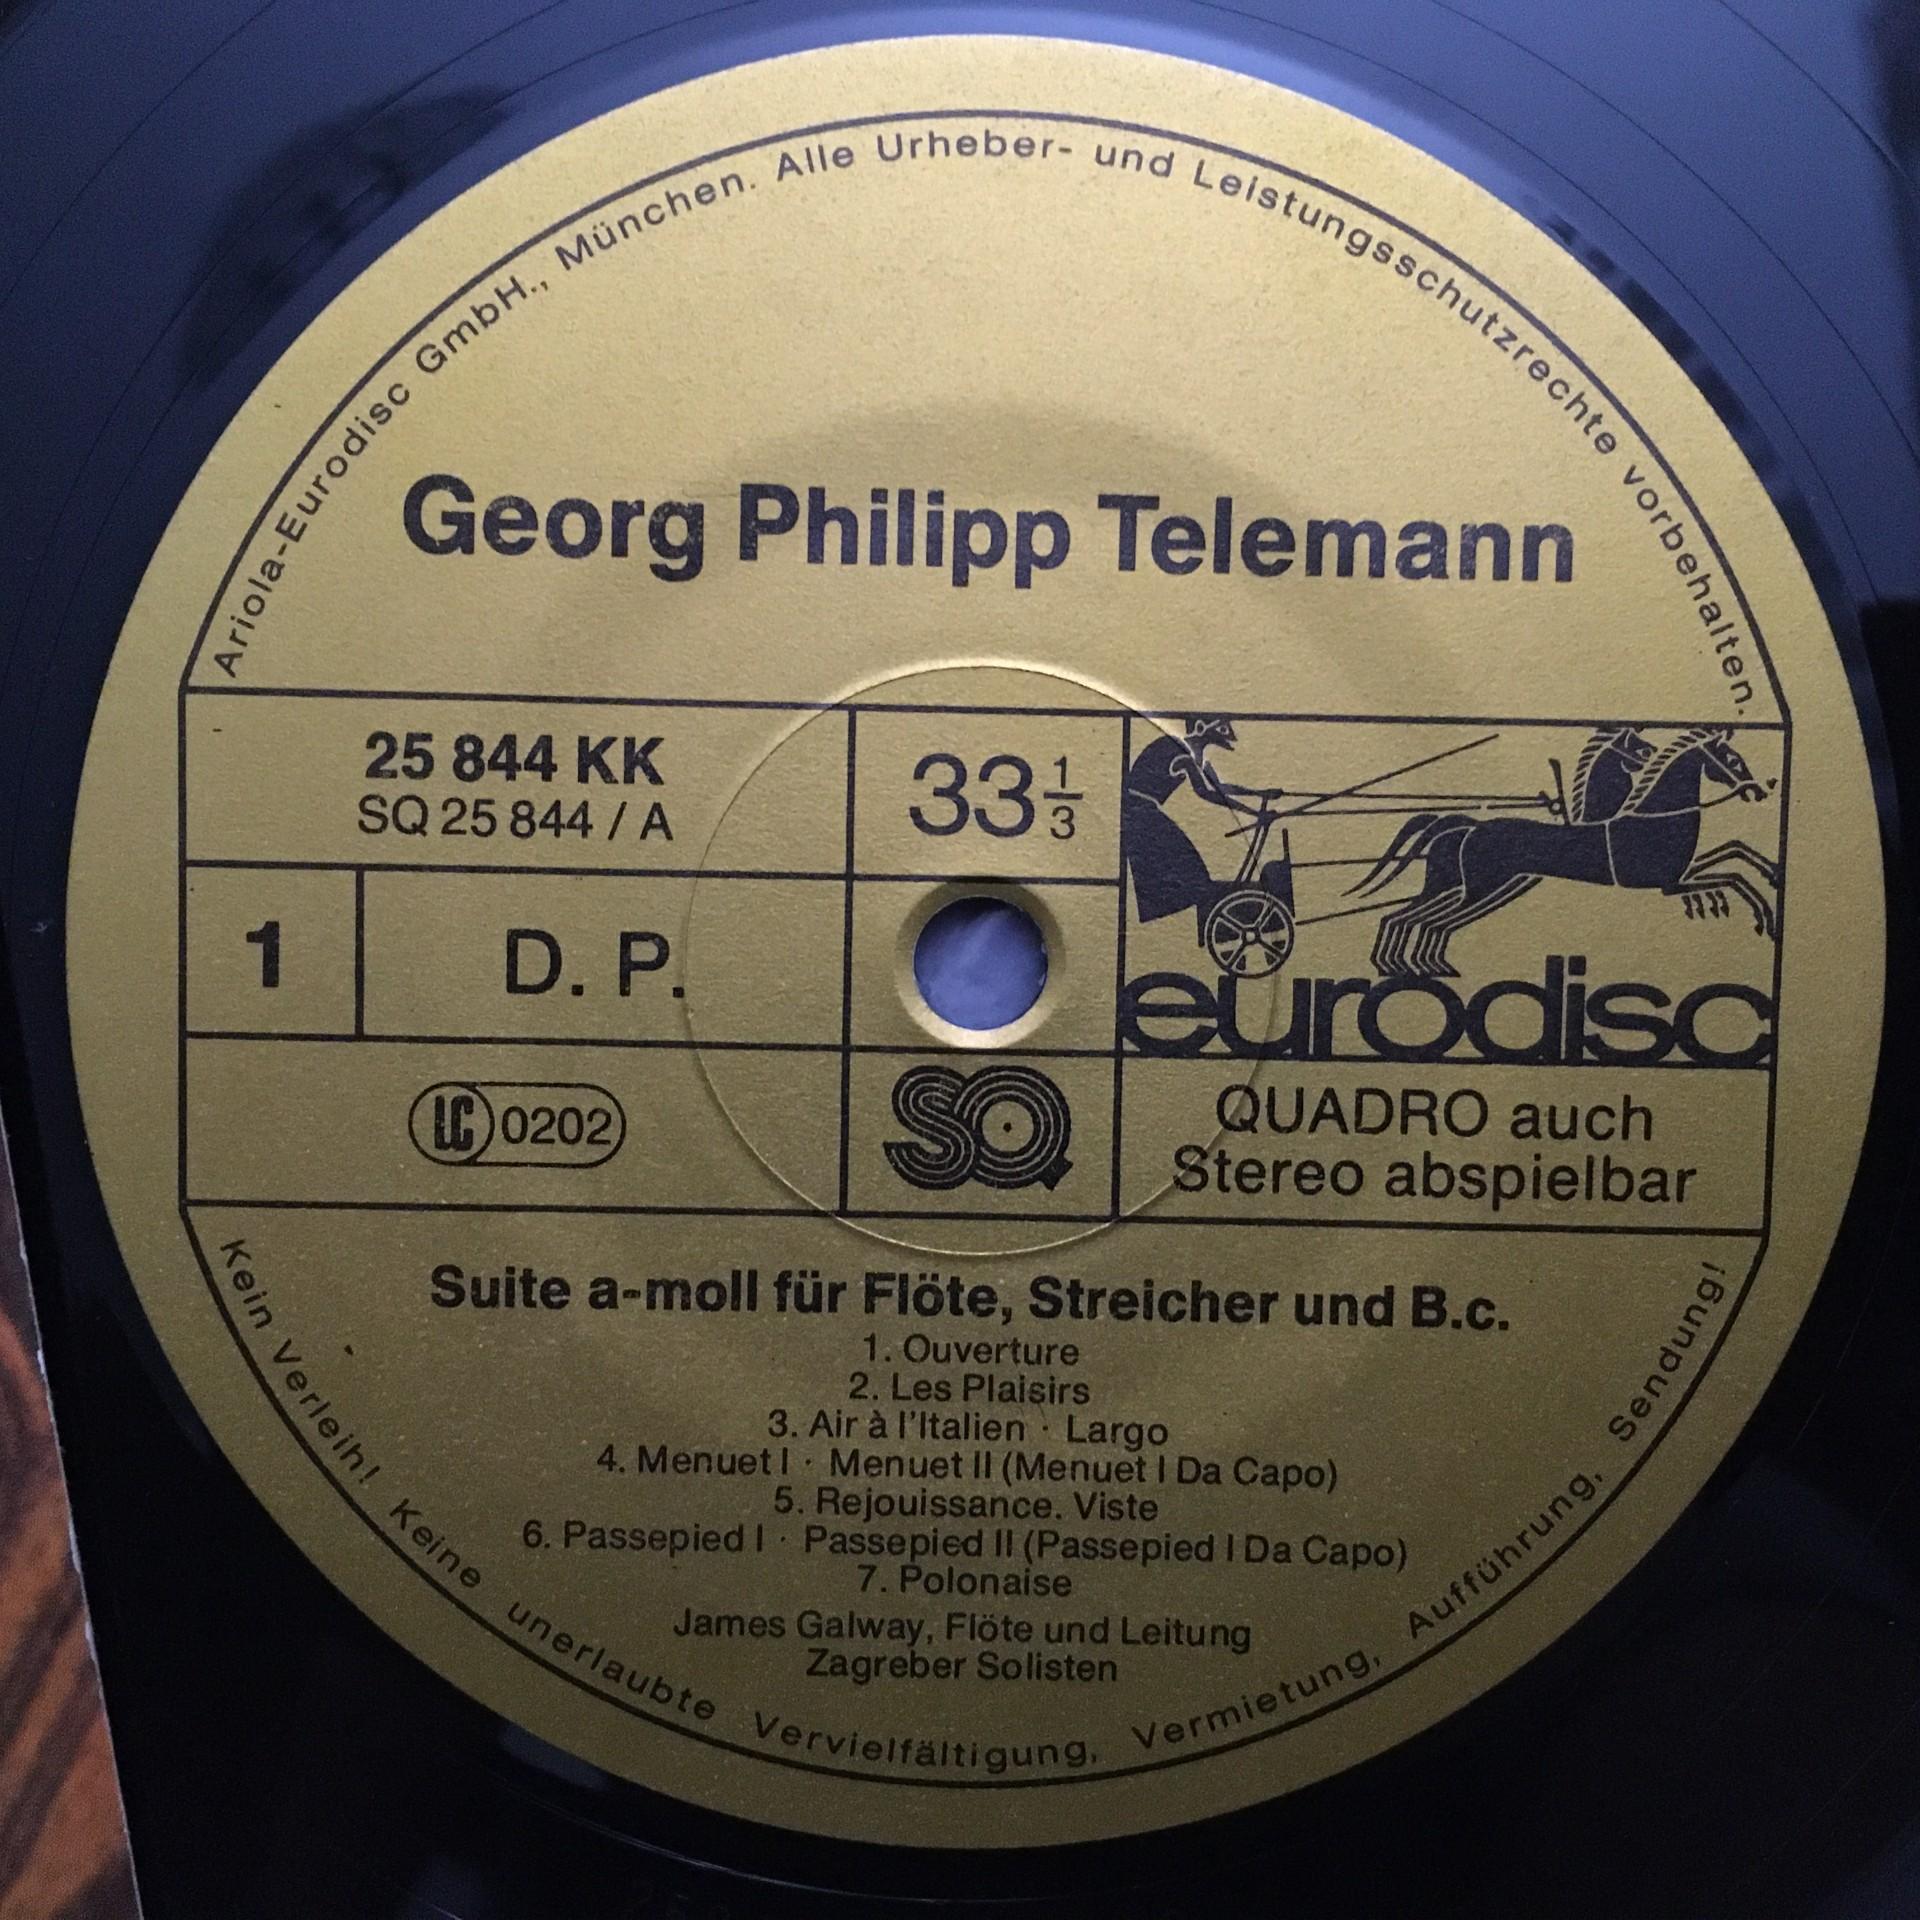 Ariola-Eurodisc GmbH., München. Alle Urheber- und Leistungsschutzrechte vorbehalten.
Georg Philipp Telemann
25 844 KK
SQ 25 844 / A
33 1/3
1
D. P.
eurodisc
LC 0202
SQ
QUADRO auch
Stereo abspielbar
Suite a-moll für Flöte, Streicher und B.c.
1. Ouverture
2. Les Plaisirs
3. Air à l'Italien · Largo
4. Menuet I · Menuet II (Menuet I Da Capo)
5. Rejouissance. Viste
6. Passepied I · Passepied II (Passepied I Da Capo)
7. Polonaise
James Galway, Flöte und Leitung
Zagreber Solisten
Kein Verleih! Keine unerlaubte Vervielfältigung, Vermietung, Aufführung, Sendung!